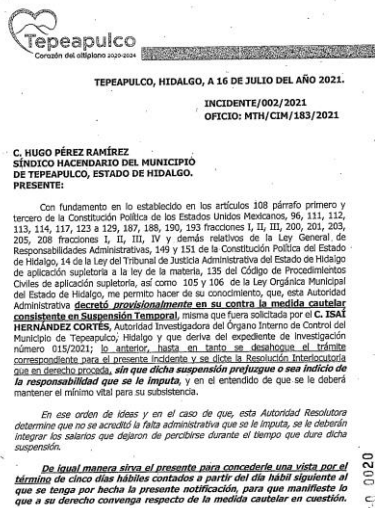 Tepeapulco
Corazón del altiplano 2020-2024
TEPEAPULCO, HIDALGO, A 16 DE JULIO DEL AÑO 2021.
INCIDENTE/002/2021
OFICIO: MTH/CIM/183/2021
C. HUGO PÉREZ RAMÍREZ
SÍNDICO HACENDARIO DEL MUNICIPIO
DE TEPEAPULCO, ESTADO DE HIDALGO.
PRESENTE:
Con fundamento en lo establecido en los artículos 108 párrafo primero y
tercero de la Constitución Política de los Estados Unidos Mexicanos, 96, 111, 112,
113, 114, 117, 123 a 129, 187, 188, 190, 193 fracciones I, II, III, 200, 201, 203,
205, 208 fracciones I, II, III, IV y demás relativos de la Ley General de
Responsabilidades Administrativas, 149 y 151 de la Constitución Política del Estado
de Hidalgo, 14 de la Ley del Tribunal de Justicia Administrativa del Estado de Hidalgo
de aplicación supletoria a la ley de la materia, 135 del Código de Procedimientos
Civiles de aplicación supletoria, así como 105 y 106 de la Ley Orgánica Municipal
del Estado de Hidalgo, me permito hacer de su conocimiento, que, esta Autoridad
Administrativa decretó provisionalmente en su contra la medida cautelar
consistente en Suspensión Temporal, misma que fuera solicitada por el C. ISAÍ
HERNÁNDEZ CORTÉS, Autoridad Investigadora del Órgano Interno de Control del
Municipio de Tepeapulco, Hidalgo y que deriva del expediente de Investigación
número 015/2021; lo anterior, hasta en tanto se desahogue el trámite
correspondiente para el presente Incidente y se dicte la Resolución Interlocutoria
que en derecho proceda, sin que dicha suspensión prejuzgue o sea indicio de
la responsabilidad que se le imputa, y en el entendido de que se le deberá
mantener el mínimo vital para su subsistencia.
En ese orden de ideas y en el caso de que, esta Autoridad Resolutora
determine que no se acreditó la falta administrativa que se le imputa, se le deberán
integrar los salarios que dejaron de percibirse durante el tiempo que dure dicha
suspensión.
De igual manera sirva el presente para concederle una vista por el
término de cinco días hábiles contados a partir del día hábil siguiente al
que se tenga por hecha la presente notificación, para que manifieste lo
que a su derecho convenga respecto de la medida cautelar en cuestión.
0020